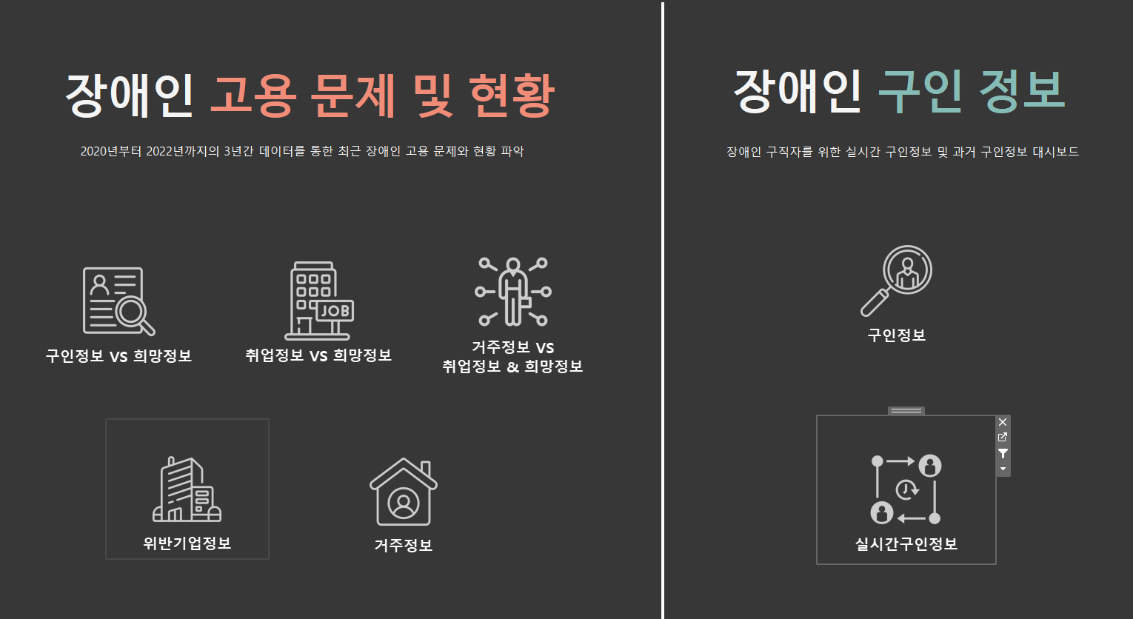 장애인 고용 문제 및 현황
2020년부터 2022년까지의 3년간 데이터를 통한 최근 장애인 고용 문제와 현황 파악
구인정보 VS 희망정보
JOB
취업정보 VS 희망정보
거주정보 VS
취업정보 & 희망정보
위반기업정보
거주정보
장애인 구인 정보
장애인 구직자를 위한 실시간 구인정보 및 과거 구인정보 대시보드
구인정보
실시간구인정보